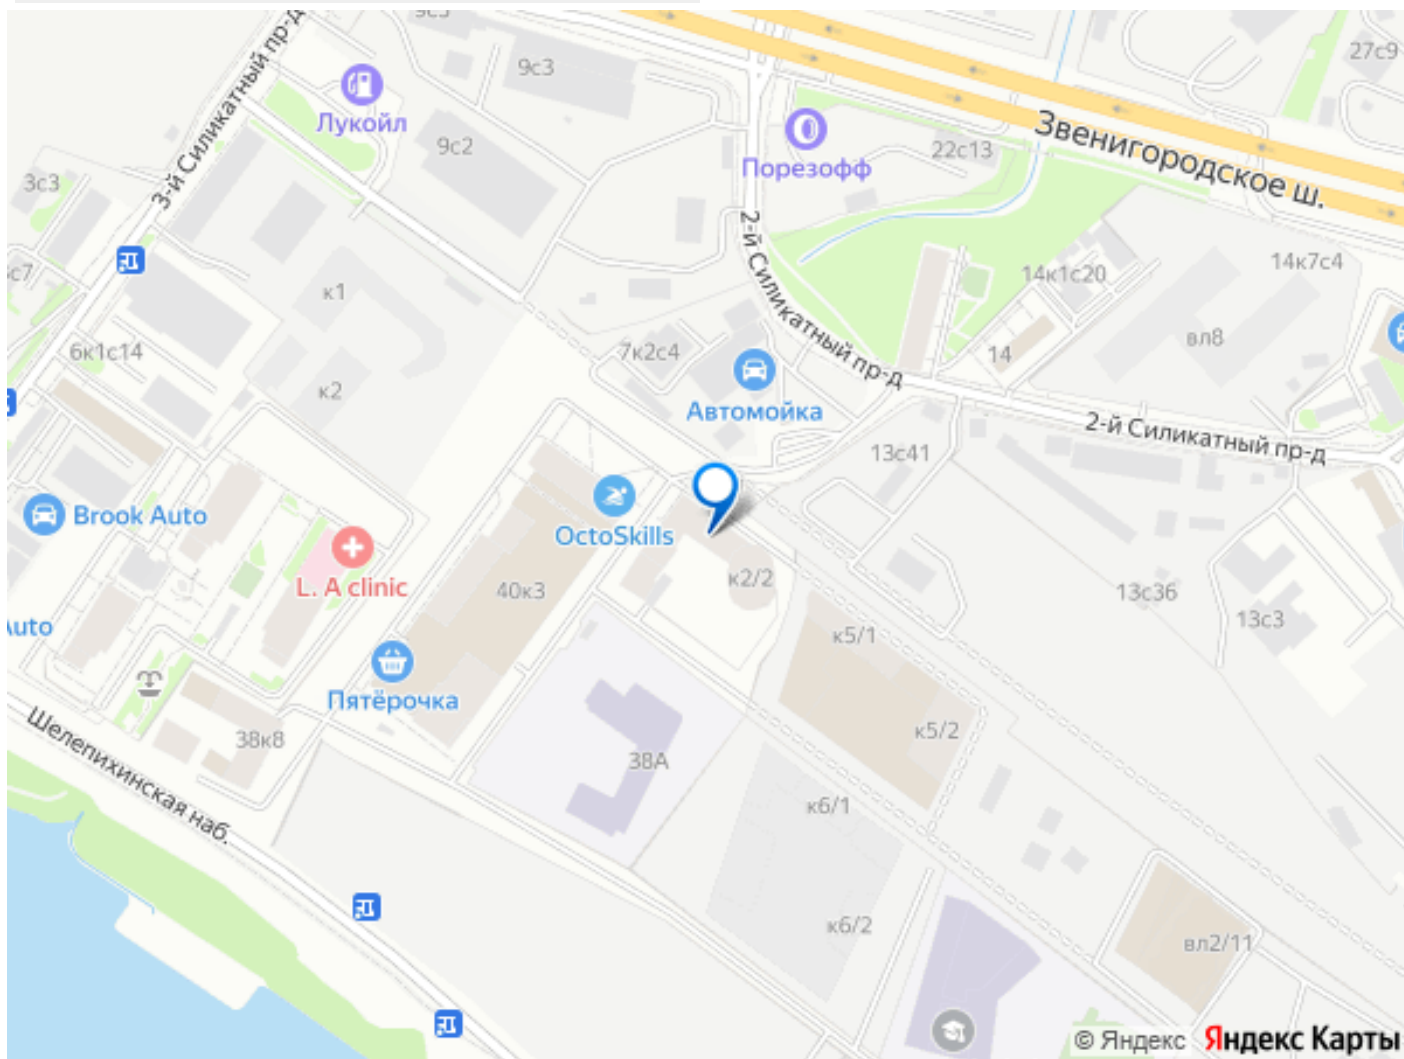 9с3
27с9
Лукойл
Звенигородское ш.
9с2
22с13
Порезофф
3-й Силикатный пр-д
3с3
2-й Силикатный пр-д
14к7с4
14к1с20
к1
вл8
6к1с14
7к2с4
14
к2
Автомойка
2-й Силикатный пр-д
13с41
Brook Auto
OctoSkills
L. A clinic
40к3
к2/2
13с36
13с3
к5/1
Пятёрочка
Шелепихинская наб.
38к8
к5/2
38А
к6/1
к6/2
вл2/11
© Яндекс Яндекс Карты